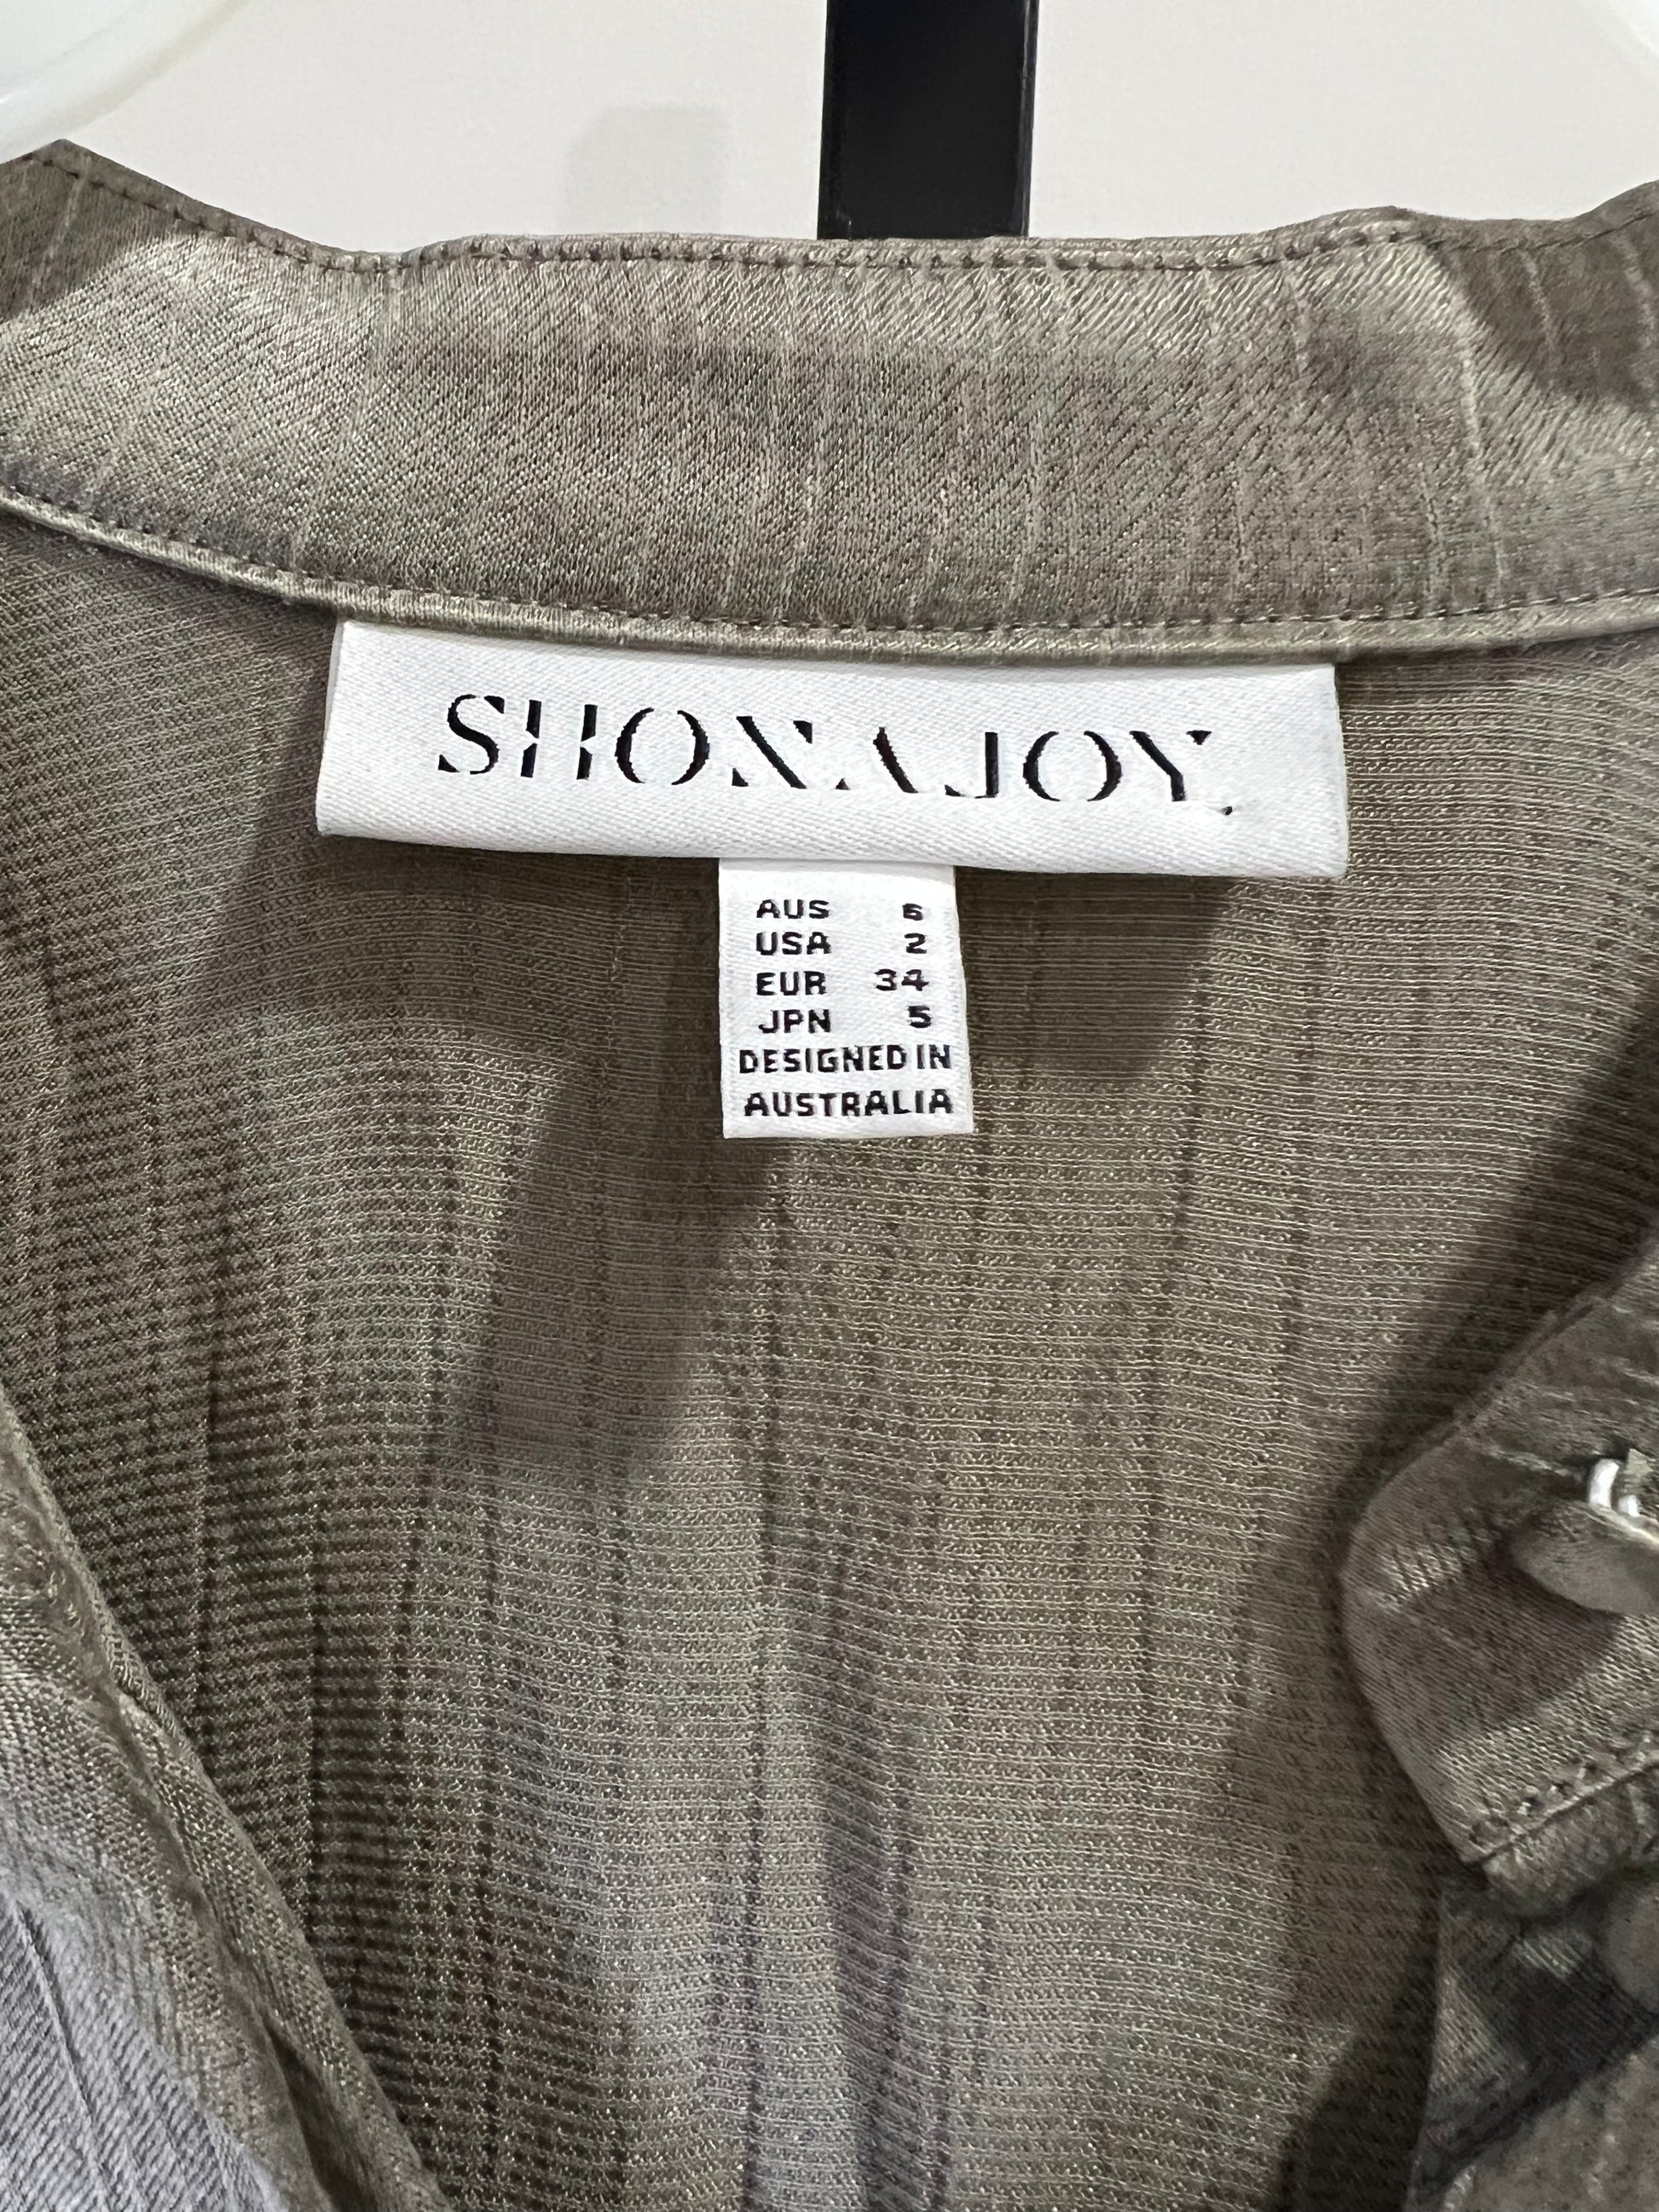 SHONA JOY.
AUS 6
USA 2
EUR 34
JPN 5
DESIGNED IN
AUSTRALIA